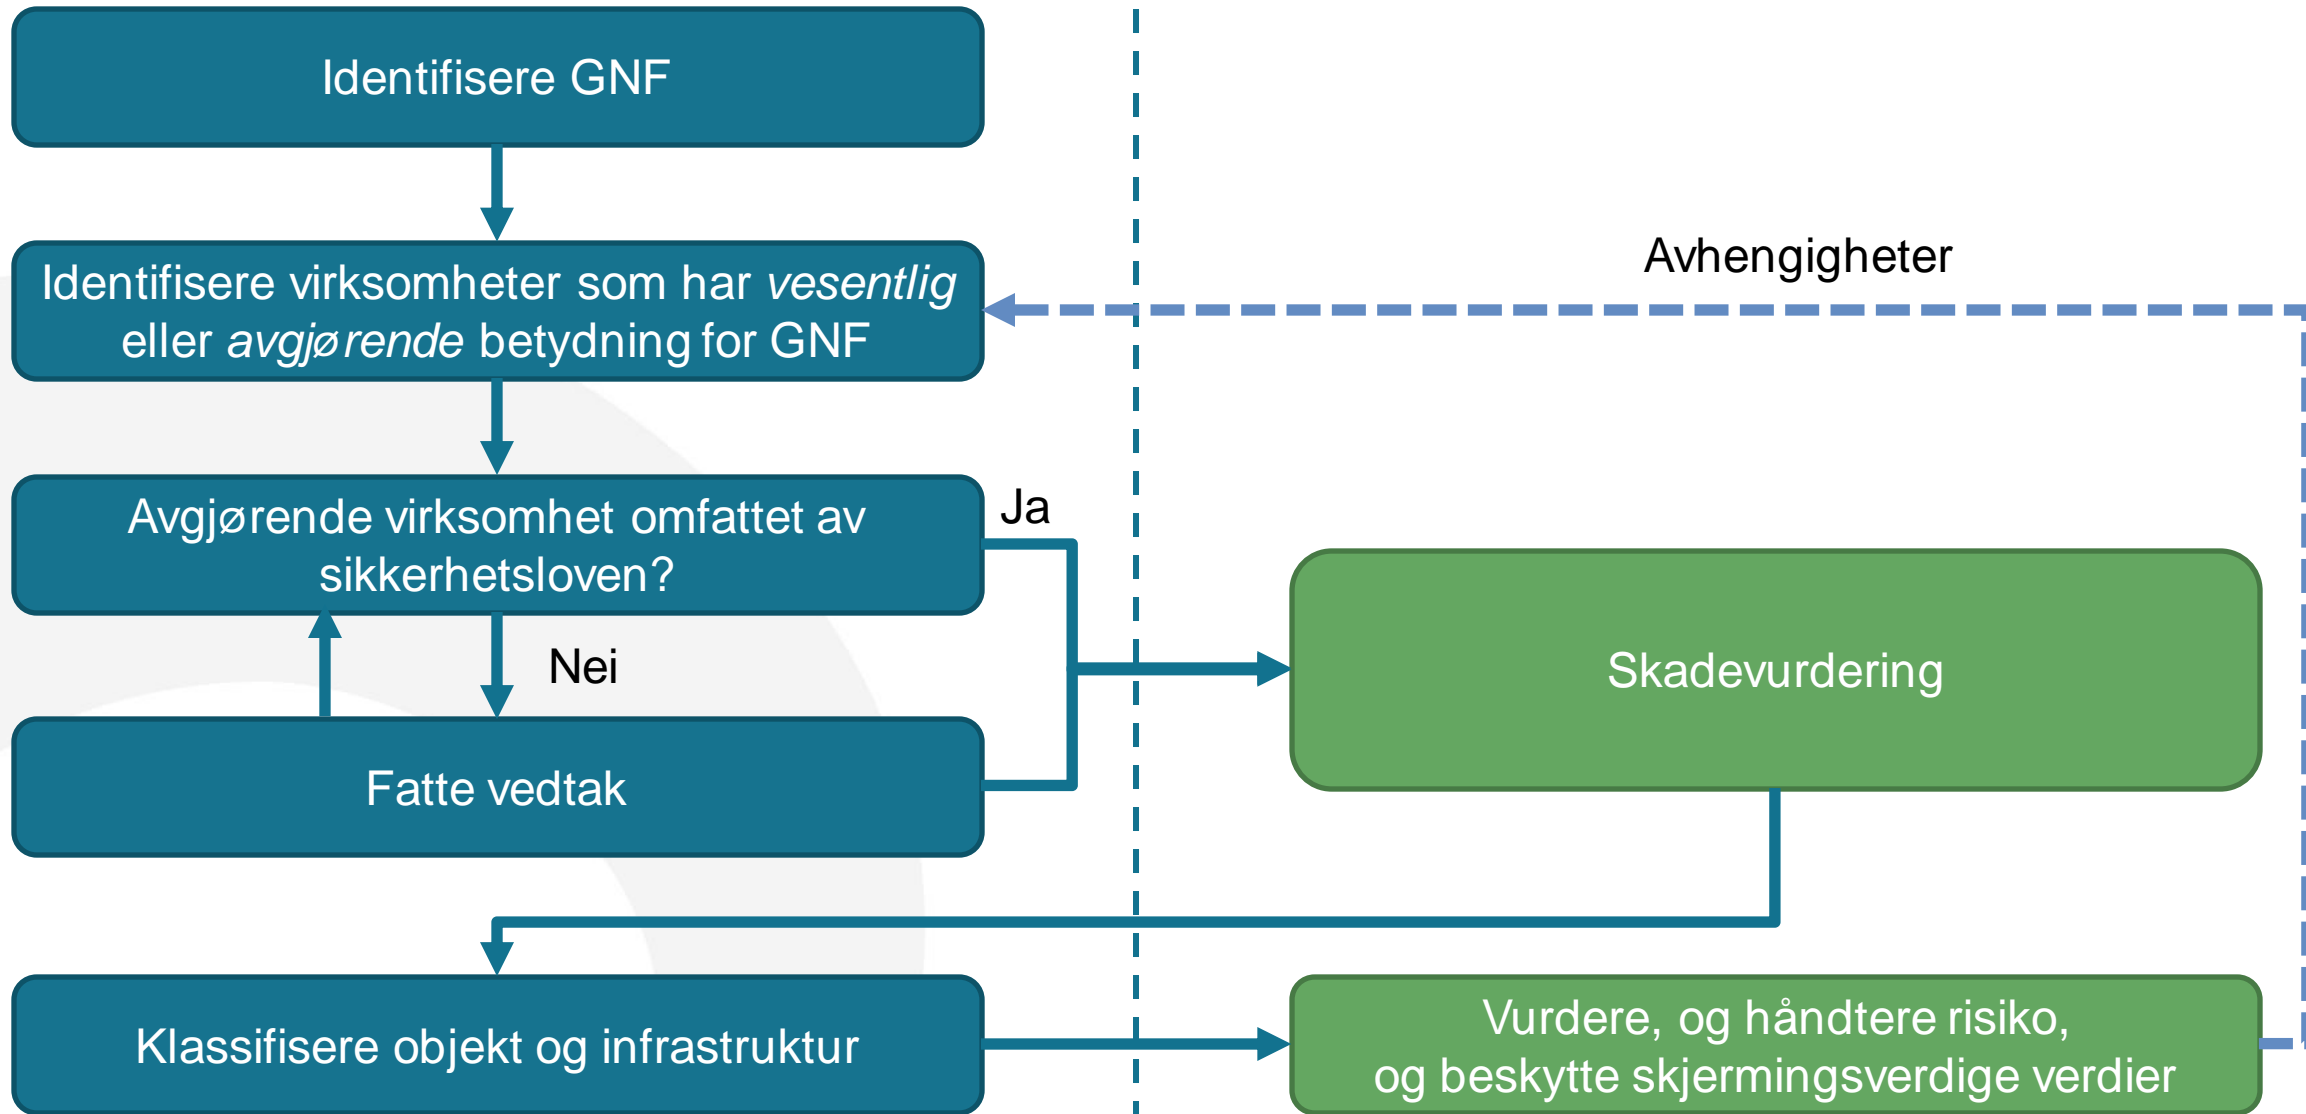 Identifisere GNF
Identifisere virksomheter som har vesentlig
eller avgjørende betydning for GNF
Avhengigheter
Avgjørende virksomhet omfattet av
sikkerhetsloven?
Ja
Nei
Fatte vedtak
Skadevurdering
Klassifisere objekt og infrastruktur
Vurdere, og håndtere risiko,
og beskytte skjermingsverdige verdier